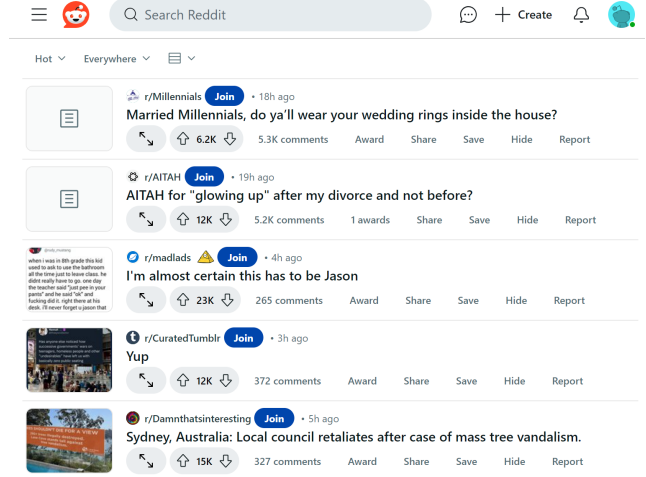 Search Reddit
Create
Hot Everywhere
r/Millennials Join • 18h ago
Married Millennials, do ya’ll wear your wedding rings inside the house?
6.2K 5.3K comments Award Share Save Hide Report
r/AITAH Join • 19h ago
AITAH for "glowing up" after my divorce and not before?
12K 5.2K comments 1 awards Share Save Hide Report
when i was in 8th grade this kid
used to ask to use the bathroom
all the time just to leave class. he
didnt really have to go. one day
the teacher said "just pee in your
pants" and he said "ok" and
fucking did it. right there at his
desk. i'll never forget u jason that
r/madlads Join • 4h ago
I'm almost certain this has to be Jason
23K 265 comments Award Share Save Hide Report
r/CuratedTumblr Join • 3h ago
Yup
12K 372 comments Award Share Save Hide Report
r/Damnthatsinteresting Join • 5h ago
Sydney, Australia: Local council retaliates after case of mass tree vandalism.
15K 327 comments Award Share Save Hide Report